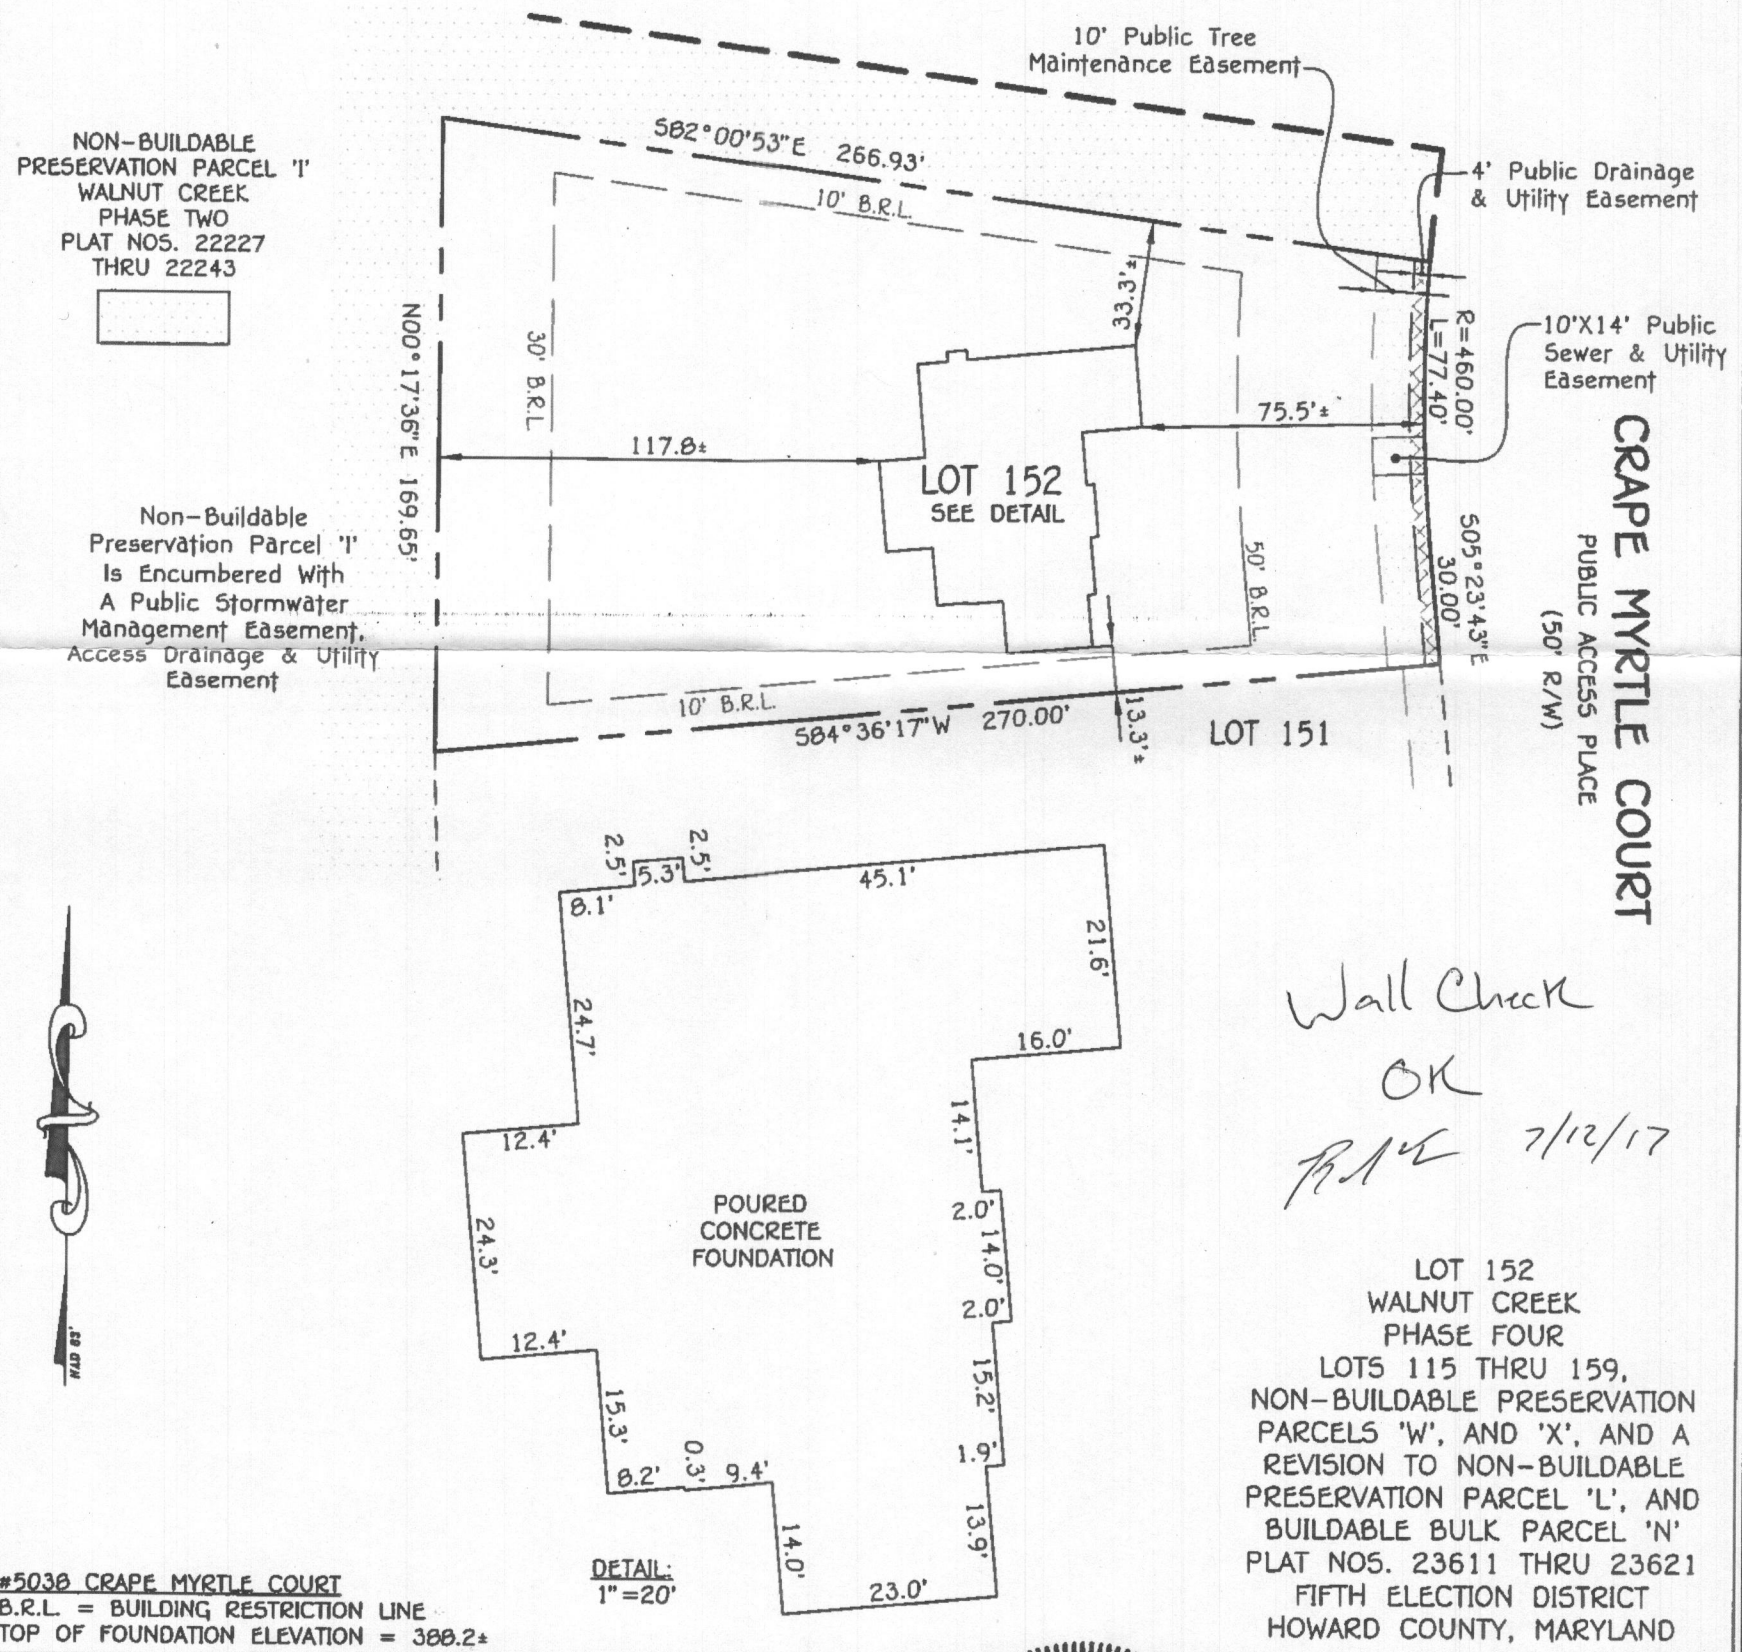 10' Public Tree
Maintenance Easement
4' Public Drainage
& Utility Easement
10'X14' Public
Sewer & Utility
Easement
NON-BUILDABLE
PRESERVATION PARCEL 'I'
WALNUT CREEK
PHASE TWO
PLAT NOS. 22227
THRU 22243
Non-Buildable
Preservation Parcel 'I'
Is Encumbered With
A Public Stormwater
Management Easement,
Access Drainage & Utility
Easement
S82°00'53"E 266.93'
10' B.R.L.
N00°17'36"E 169.65'
30' B.R.L
117.8±
33.3'±
75.5'±
LOT 152
SEE DETAIL
50' B.R.L.
R=460.00'
L=77.40'
S05°23'43"E
30.00'
CRAPE MYRTLE COURT
PUBLIC ACCESS PLACE
(50' R/W)
10' B.R.L.
S84°36'17"W 270.00'
13.3'±
LOT 151
2.5'
5.3'
2.5'
8.1'
45.1'
21.6'
24.7'
16.0'
12.4'
14.1'
24.3'
2.0'
14.0'
2.0'
12.4'
15.2'
15.3'
1.9'
8.2'
0.3'
9.4'
14.0'
13.9'
23.0'
POURED
CONCRETE
FOUNDATION
DETAIL:
1"=20'
NAD 83'
Wall Check
OK
7/12/17
LOT 152
WALNUT CREEK
PHASE FOUR
LOTS 115 THRU 159,
NON-BUILDABLE PRESERVATION
PARCELS 'W', AND 'X', AND A
REVISION TO NON-BUILDABLE
PRESERVATION PARCEL 'L', AND
BUILDABLE BULK PARCEL 'N'
PLAT NOS. 23611 THRU 23621
FIFTH ELECTION DISTRICT
HOWARD COUNTY, MARYLAND
#5038 CRAPE MYRTLE COURT
B.R.L. = BUILDING RESTRICTION LINE
TOP OF FOUNDATION ELEVATION = 388.2±